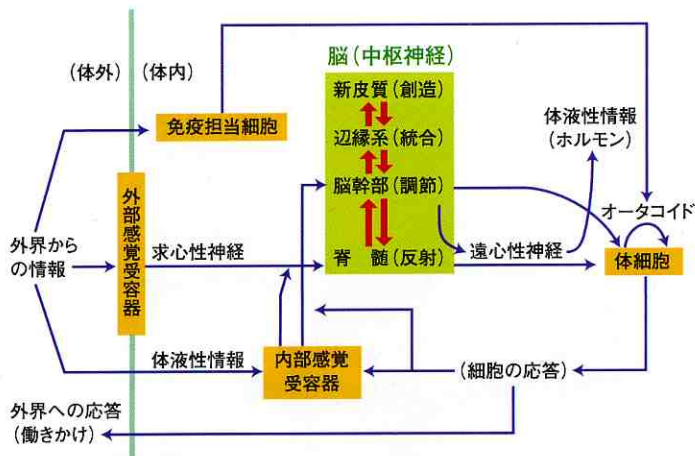 脳(中枢神経)
(体外)
(体内)
新皮質(創造)
辺縁系(統合)
脳幹部(調節)
脊 髄(反射)
免疫担当細胞
体液性情報
(ホルモン)
オータコイド
外部感覚受容器
外界から
の情報
求心性神経
遠心性神経
体細胞
体液性情報
内部感覚
受容器
(細胞の応答)
外界への応答
(働きかけ)